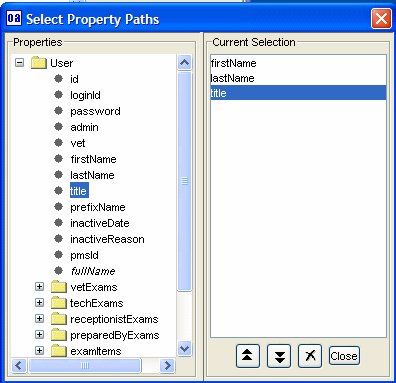 oa Select Property Paths
Properties
User
id
loginId
password
admin
vet
firstName
lastName
title
prefixName
inactiveDate
inactiveReason
pmsId
fullName
vetExams
techExams
receptionistExams
preparedByExams
examItems
Current Selection
firstName
lastName
title
Close